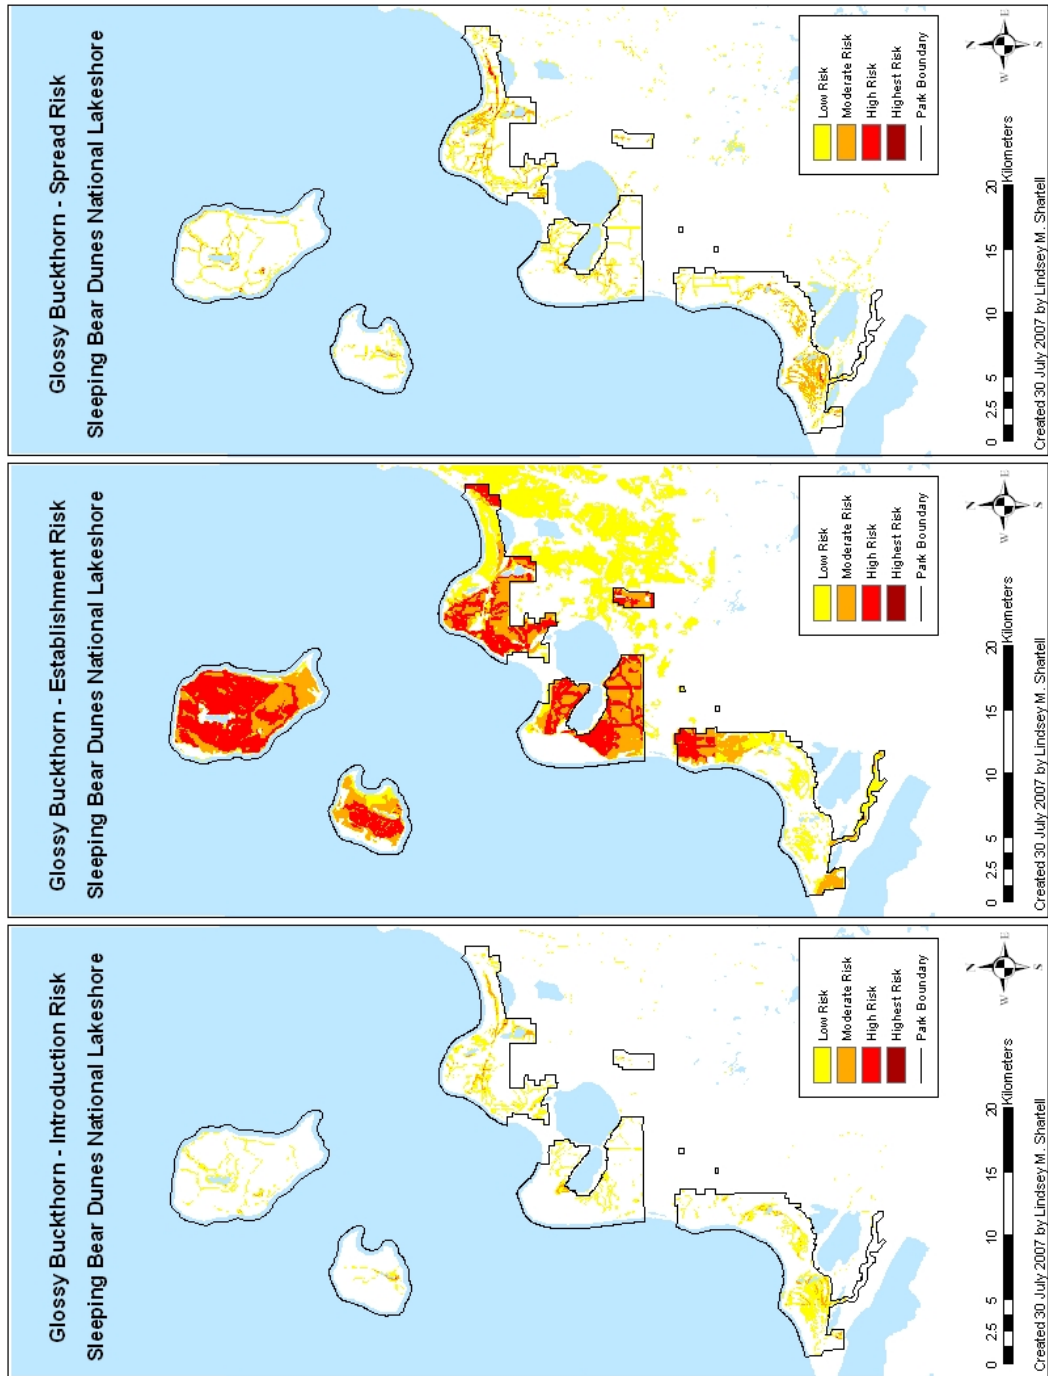 Glossy Buckthorn - Introduction Risk
Sleeping Bear Dunes National Lakeshore
Low Risk
Moderate Risk
High Risk
Highest Risk
Park Boundary
N
W E
S
0 2.5 5 10 15 20 Kilometers
Created 30 July 2007 by Lindsey M. Shartell
Glossy Buckthorn - Establishment Risk
Sleeping Bear Dunes National Lakeshore
Low Risk
Moderate Risk
High Risk
Highest Risk
Park Boundary
N
W E
S
0 2.5 5 10 15 20 Kilometers
Created 30 July 2007 by Lindsey M. Shartell
Glossy Buckthorn - Spread Risk
Sleeping Bear Dunes National Lakeshore
Low Risk
Moderate Risk
High Risk
Highest Risk
Park Boundary
N
W E
S
0 2.5 5 10 15 20 Kilometers
Created 30 July 2007 by Lindsey M. Shartell